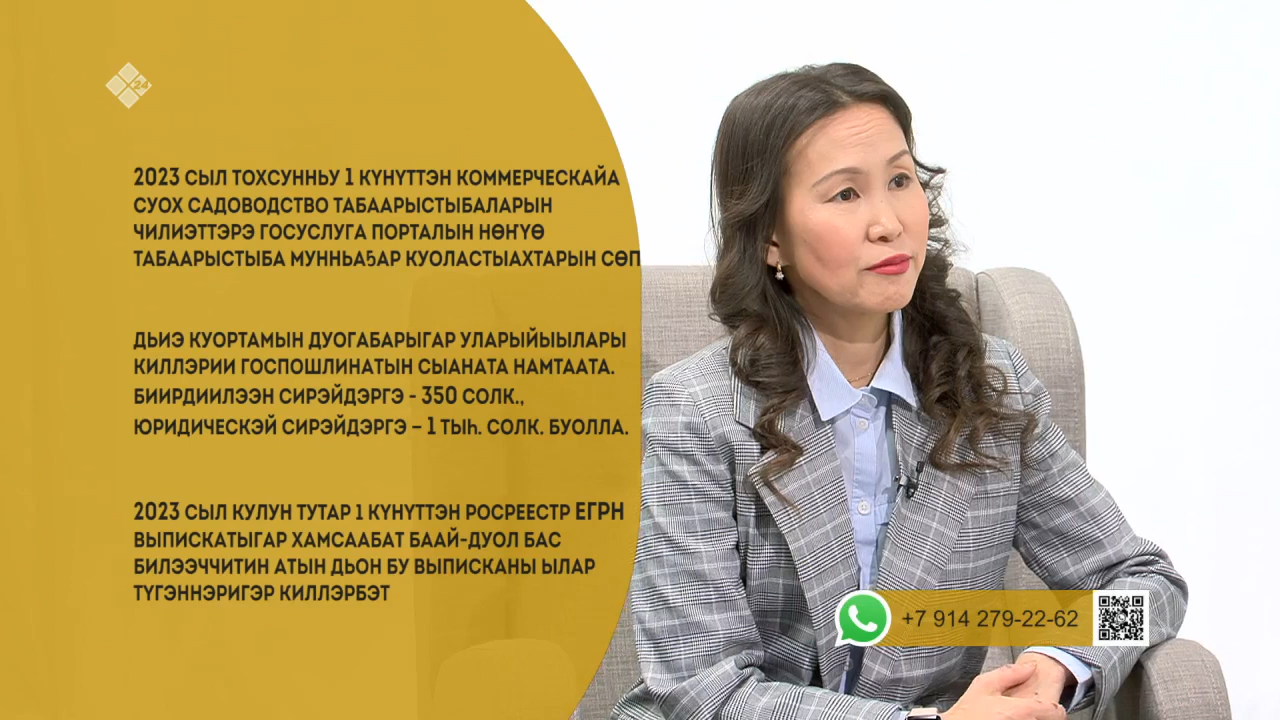 24
2023 СЫЛ ТОХСУННЬУ 1 КҮНҮТТЭН КОММЕРЧЕСКАЙА
СУОХ САДОВОДСТВО ТАБААРЫСТЫБАЛАРЫН
ЧИЛИЭТТЭРЭ ГОСУСЛУГА ПОРТАЛЫН НӨҤҮӨ
ТАБААРЫСТЫБА МУННЬАҔАР КУОЛАСТЫАХТАРЫН СӨП
ДЬИЭ КУОРТАМЫН ДУОГАБАРЫГАР УЛАРЫЙЫЫЛАРЫ
КИЛЛЭРИИ ГОСПОШЛИНАТЫН СЫАНАТА НАМТААТА.
БИИРДИИЛЭЭН СИРЭЙДЭРГЭ - 350 СОЛК.,
ЮРИДИЧЕСКЭЙ СИРЭЙДЭРГЭ – 1 ТЫҺ. СОЛК. БУОЛЛА.
2023 СЫЛ КУЛУН ТУТАР 1 КҮНҮТТЭН РОСРЕЕСТР ЕГРН
ВЫПИСКАТЫГАР ХАМСААБАТ БААЙ-ДУОЛ БАС
БИЛЭЭЧЧИТИН АТЫН ДЬОН БУ ВЫПИСКАНЫ ЫЛАР
ТҮГЭННЭРИГЭР КИЛЛЭРБЭТ
+7 914 279-22-62